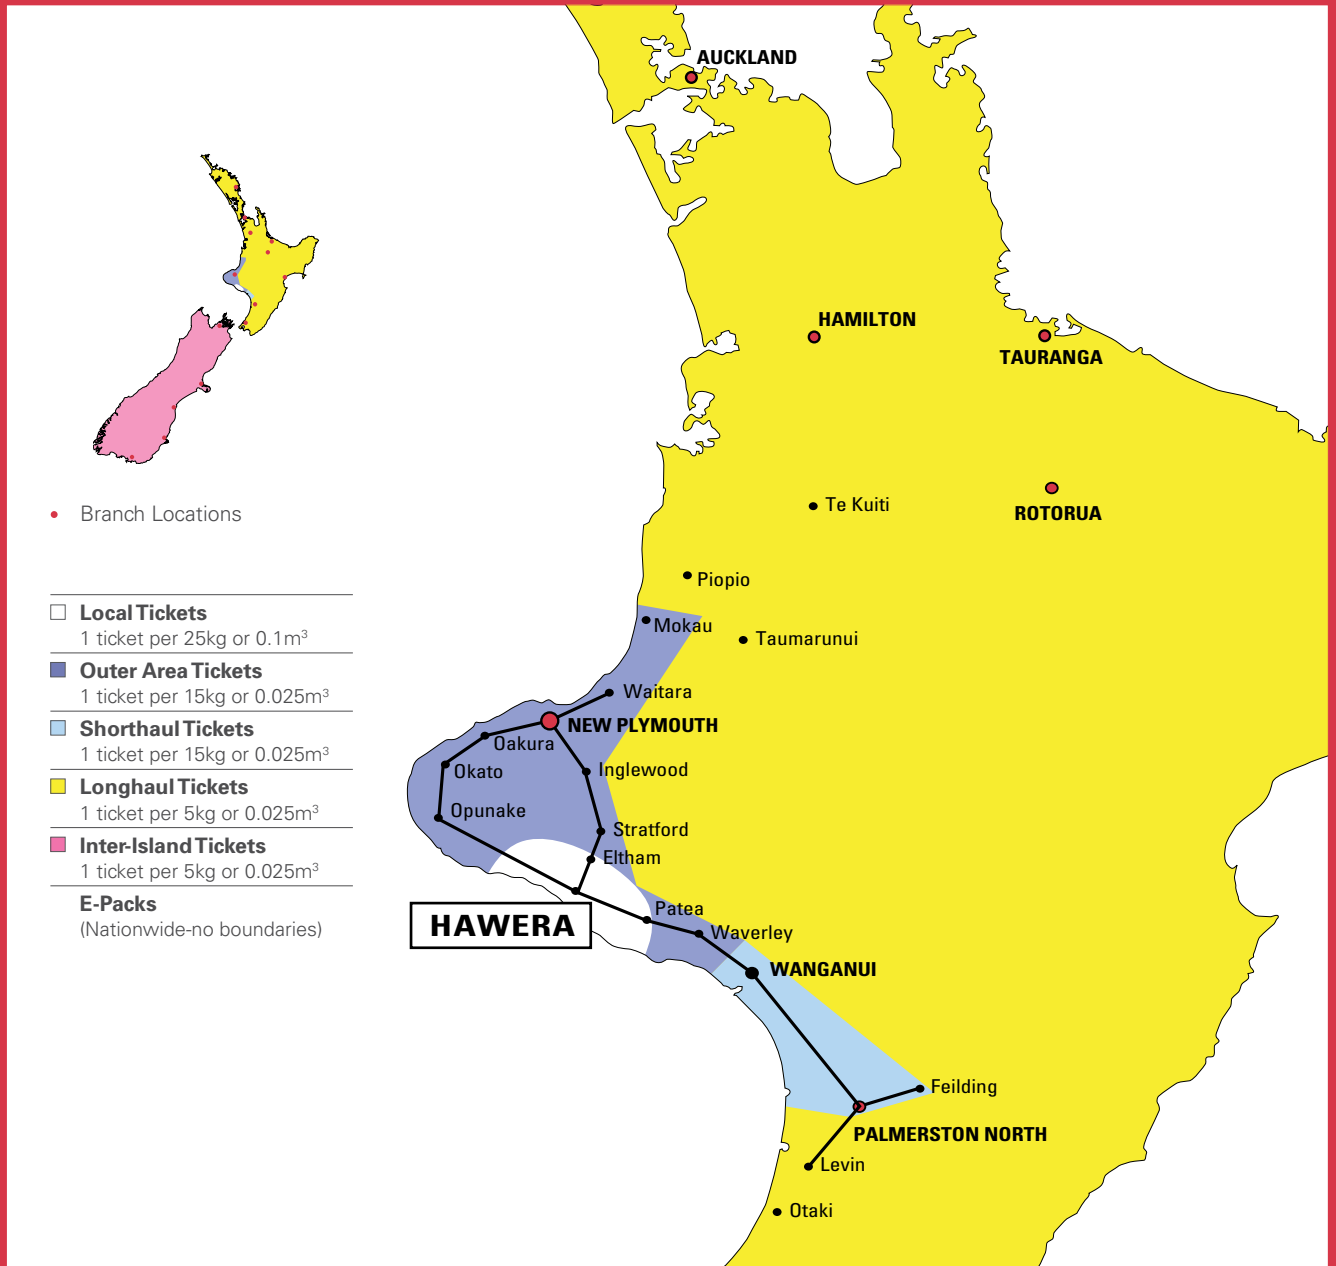 AUCKLAND
HAMILTON
TAURANGA
Te Kuiti
ROTORUA
• Branch Locations
Piopio
Local Tickets
1 ticket per 25kg or 0.1m³
Mokau
Taumarunui
Outer Area Tickets
1 ticket per 15kg or 0.025m³
Waitara
Shorthaul Tickets
1 ticket per 15kg or 0.025m³
NEW PLYMOUTH
Oakura
Okato
Inglewood
Longhaul Tickets
1 ticket per 5kg or 0.025m³
Opunake
Stratford
Inter-Island Tickets
1 ticket per 5kg or 0.025m³
Eltham
E-Packs
(Nationwide-no boundaries)
HAWERA
Patea
Waverley
WANGANUI
Feilding
PALMERSTON NORTH
Levin
Otaki